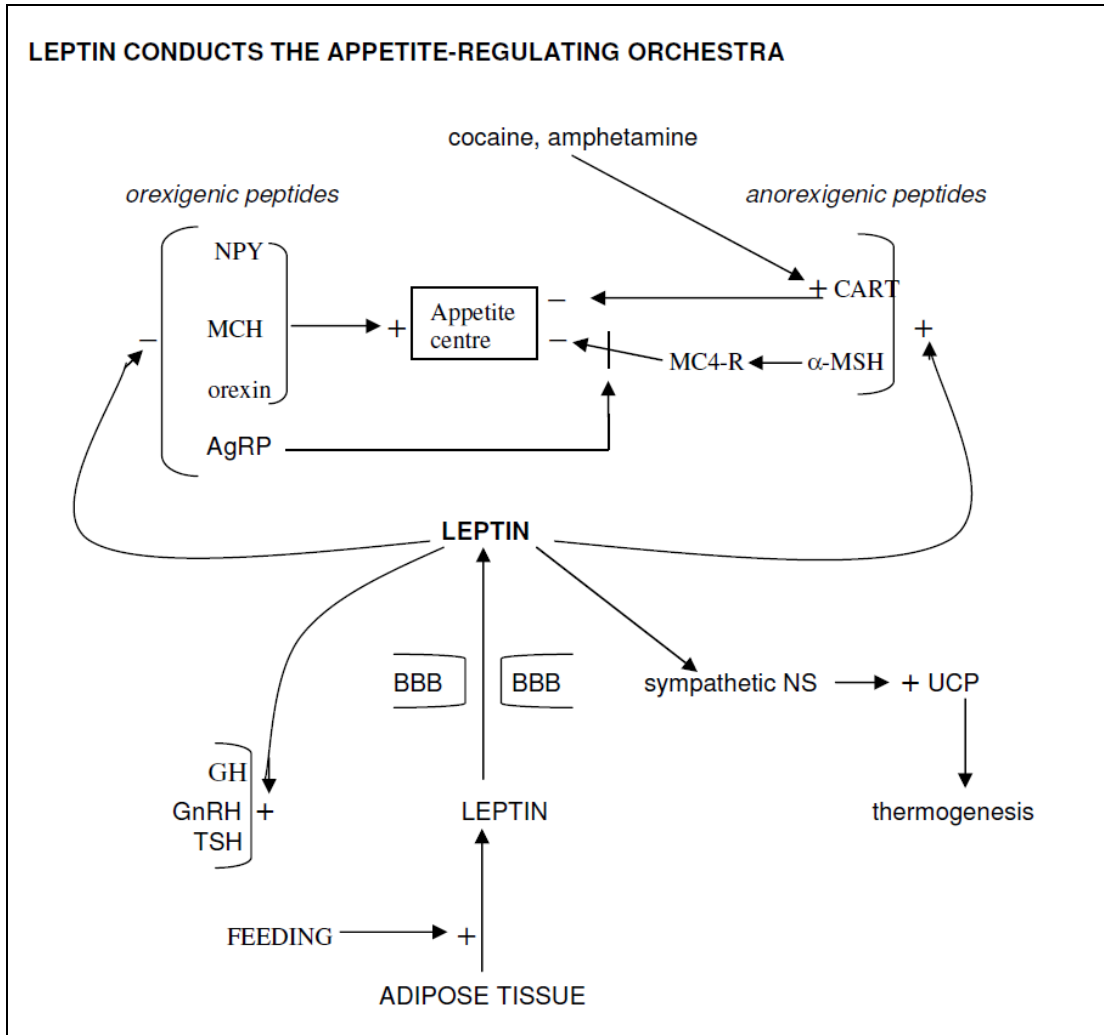 LEPTIN CONDUCTS THE APPETITE-REGULATING ORCHESTRA
cocaine, amphetamine
orexigenic peptides
anorexigenic peptides
NPY
MCH
orexin
AgRP
−
+
Appetite
centre
−
−
+ CART
MC4-R
α-MSH
+
LEPTIN
BBB
BBB
sympathetic NS
+ UCP
GH
GnRH +
TSH
LEPTIN
thermogenesis
FEEDING
+
ADIPOSE TISSUE